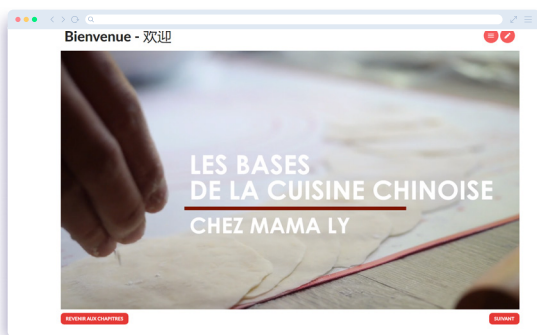 Bienvenue - 欢迎
LES BASES
DE LA CUISINE CHINOISE
CHEZ MAMA LY
REVENIR AUX CHAPITRES
SUIVANT